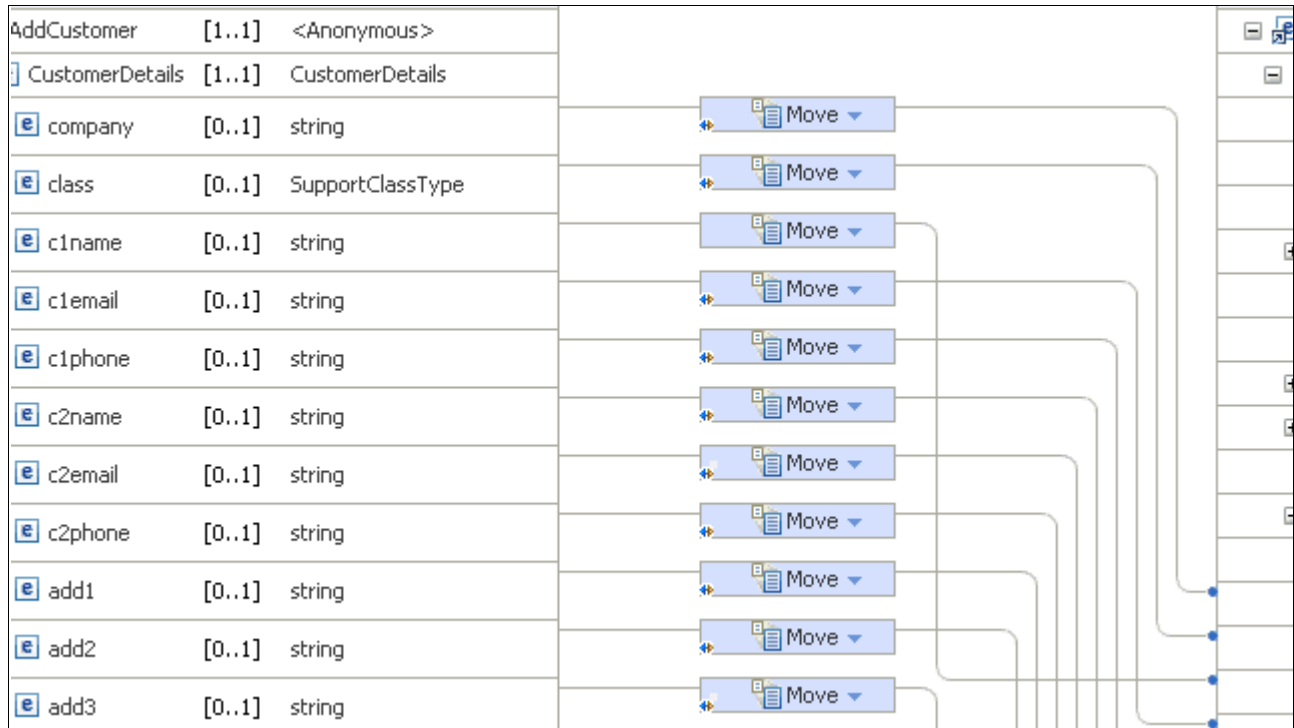 AddCustomer [1..1] <Anonymous>
CustomerDetails [1..1] CustomerDetails
e company [0..1] string Move
e class [0..1] SupportClassType Move
e c1name [0..1] string Move
e c1email [0..1] string Move
e c1phone [0..1] string Move
e c2name [0..1] string Move
e c2email [0..1] string Move
e c2phone [0..1] string Move
e add1 [0..1] string Move
e add2 [0..1] string Move
e add3 [0..1] string Move